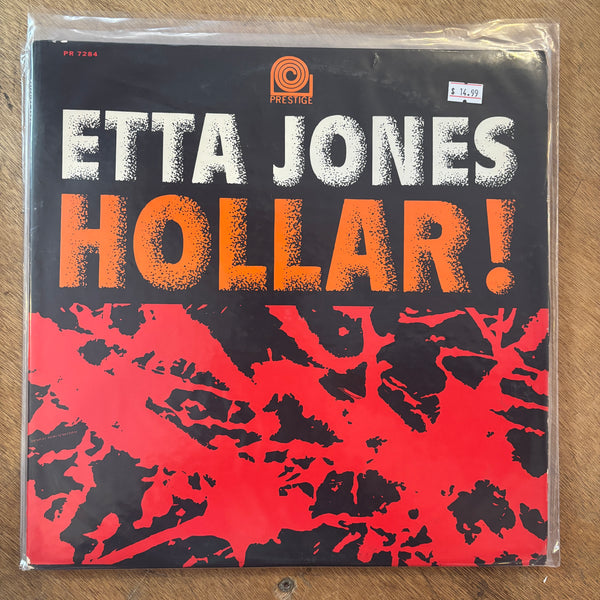 PR 7284
PRESTIGE
$ 14.99
ETTA JONES
HOLLAR!